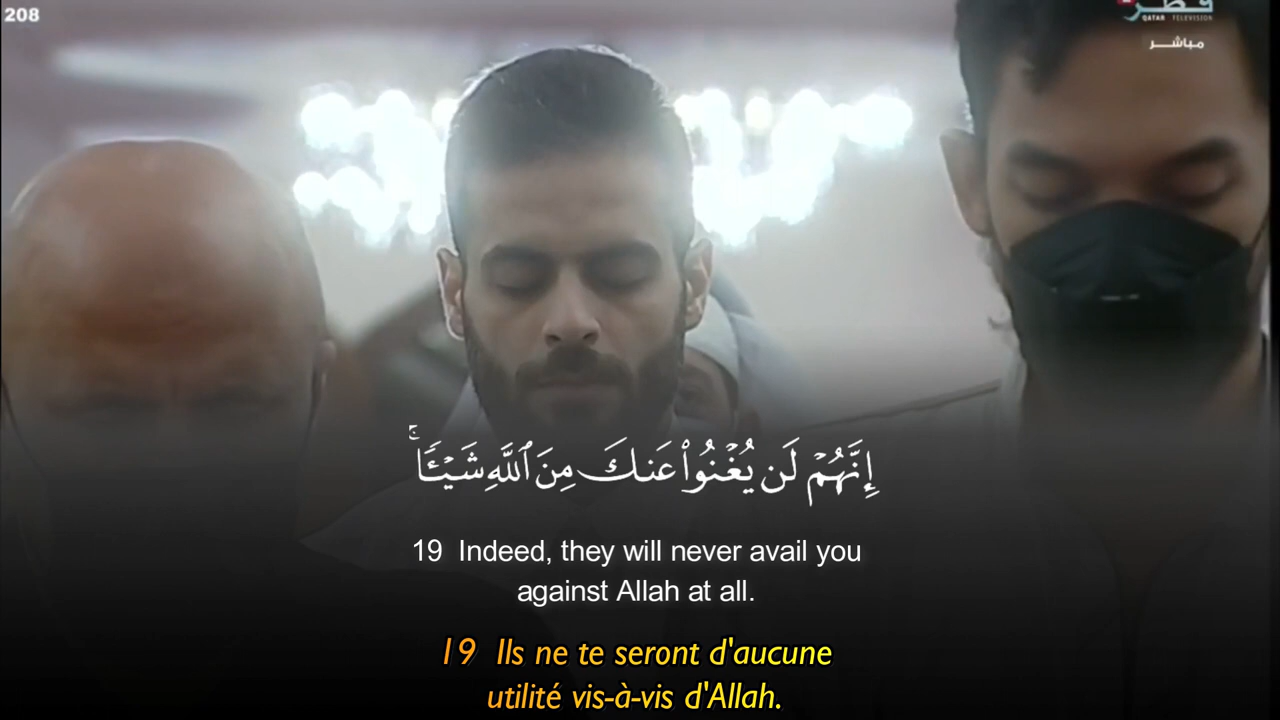 208
قطر
QATAR TELEVISION
مباشر
إِنَّهُمْ لَن يُغْنُوا۟ عَنكَ مِنَ ٱللَّهِ شَيْـًٔا ۚ
19 Indeed, they will never avail you
against Allah at all.
19 Ils ne te seront d'aucune
utilité vis-à-vis d'Allah.